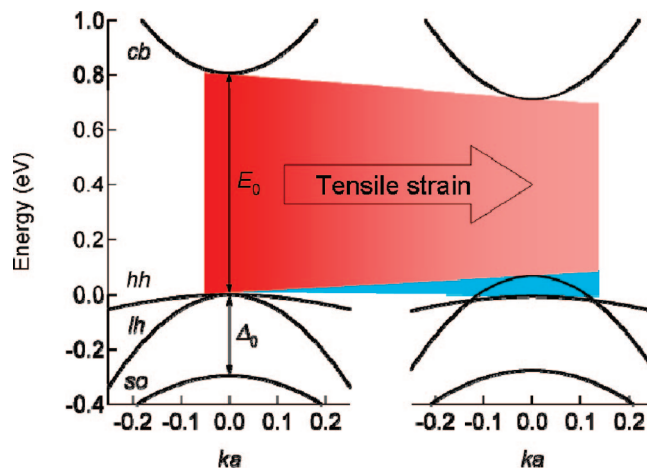 cb
1.0
0.8
0.6
0.4
0.2
0.0
-0.2
-0.4
Energy (eV)
E₀
Tensile strain
hh
lh
Δ₀
so
-0.2 -0.1 0.0 0.1 0.2
-0.2 -0.1 0.0 0.1 0.2
ka
ka